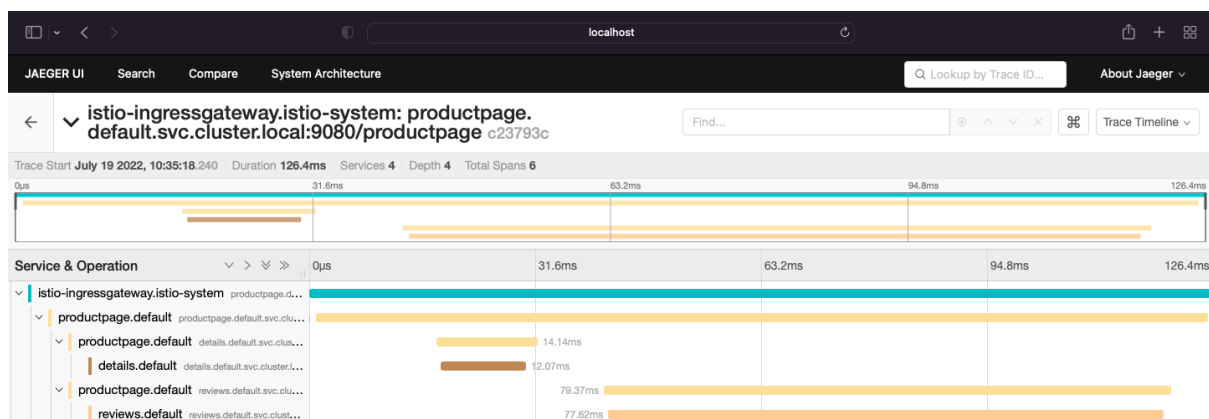 localhost
JAEGER UI Search Compare System Architecture Lookup by Trace ID... About Jaeger
istio-ingressgateway.istio-system: productpage.
default.svc.cluster.local:9080/productpage c23793c
Find... Trace Timeline
Trace Start July 19 2022, 10:35:18.240 Duration 126.4ms Services 4 Depth 4 Total Spans 6
0μs 31.6ms 63.2ms 94.8ms 126.4ms
Service & Operation 0μs 31.6ms 63.2ms 94.8ms 126.4ms
istio-ingressgateway.istio-system productpage.d...
productpage.default productpage.default.svc.clu...
productpage.default details.default.svc.clus... 14.14ms
details.default details.default.svc.cluster.l... 12.07ms
productpage.default reviews.default.svc.clu... 79.37ms
reviews.default reviews.default.svc.clust... 77.62ms